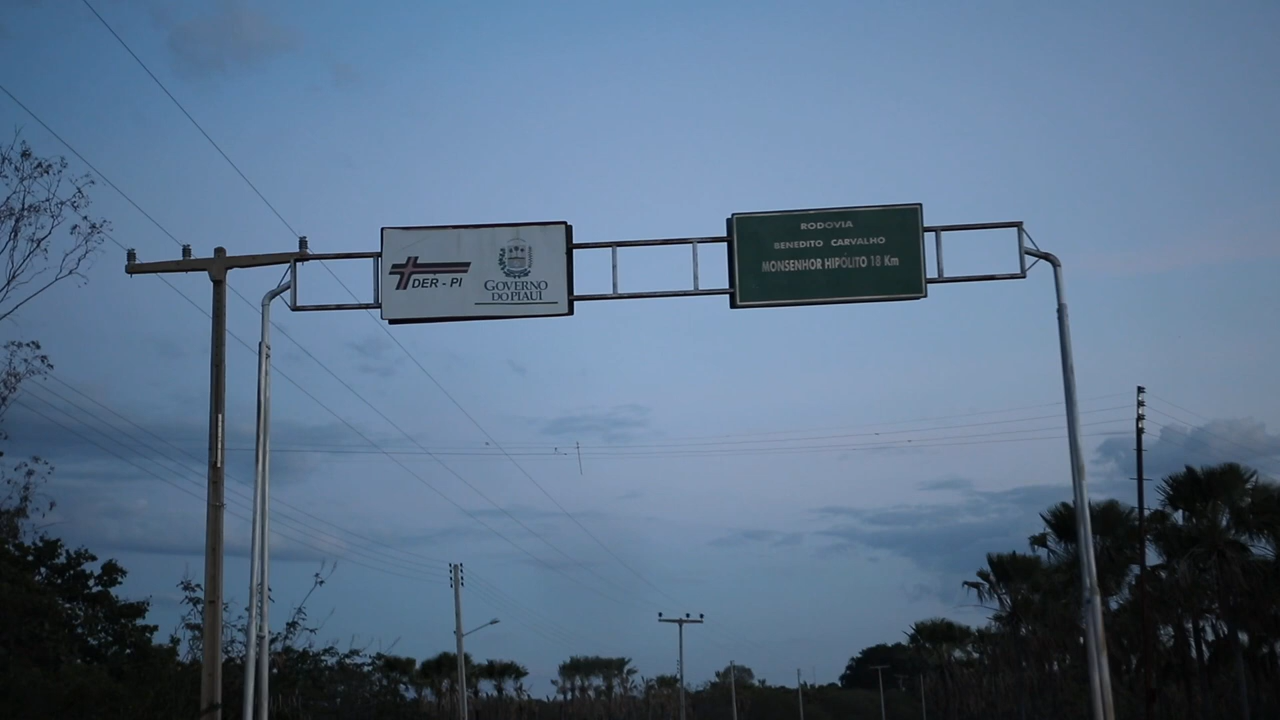 DER - PI
GOVERNO
DO PIAUÍ
RODOVIA
BENEDITO CARVALHO
MONSENHOR HIPÓLITO 18 Km